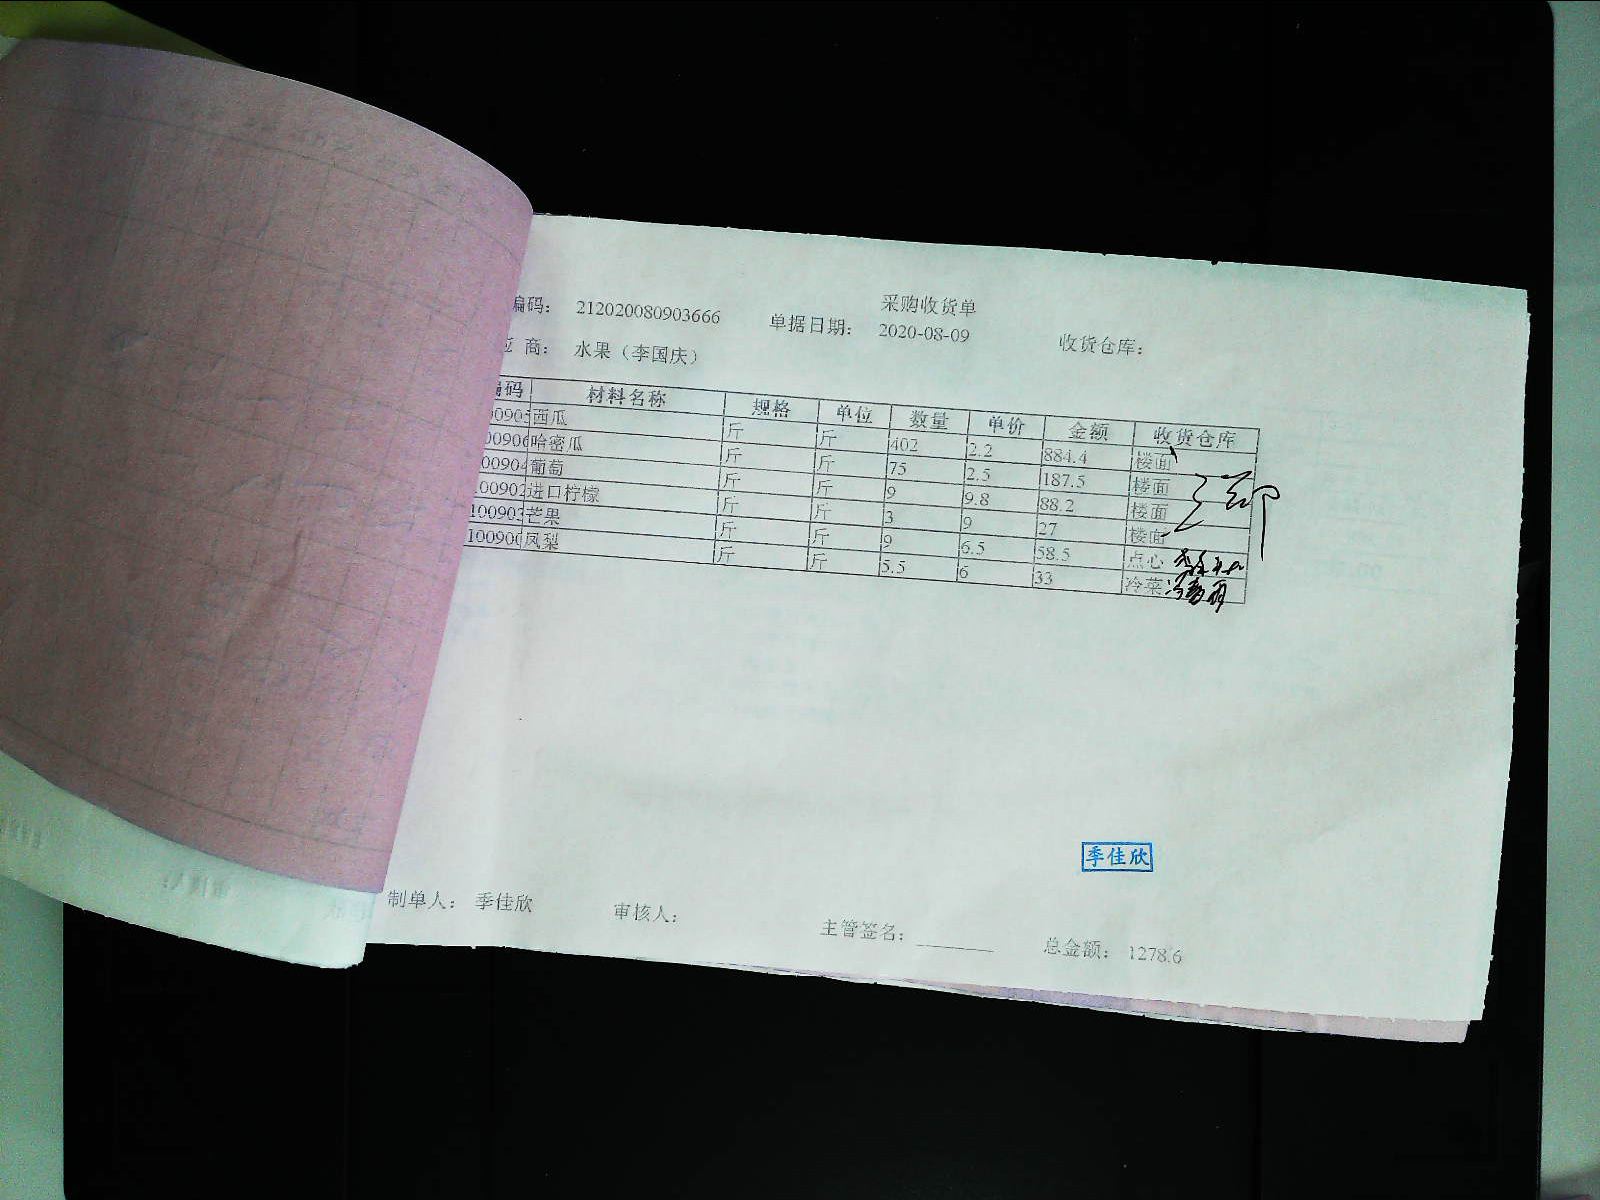 采购收货单
编码： 212020080903666 单据日期： 2020-08-09 收货仓库：
应 商： 水果（李国庆）
编码 材料名称 规格 单位 数量 单价 金额 收货仓库
西瓜 斤 斤 402 2.2 884.4 楼面
哈密瓜 斤 斤 75 2.5 187.5 楼面
葡萄 斤 斤 9 9.8 88.2 楼面
进口柠檬 斤 斤 3 9 27 楼面
芒果 斤 斤 9 6.5 58.5 点心
凤梨 斤 斤 5.5 6 33 冷菜
季佳欣
制单人： 季佳欣 审核人： 主管签名： 总金额： 1278.6